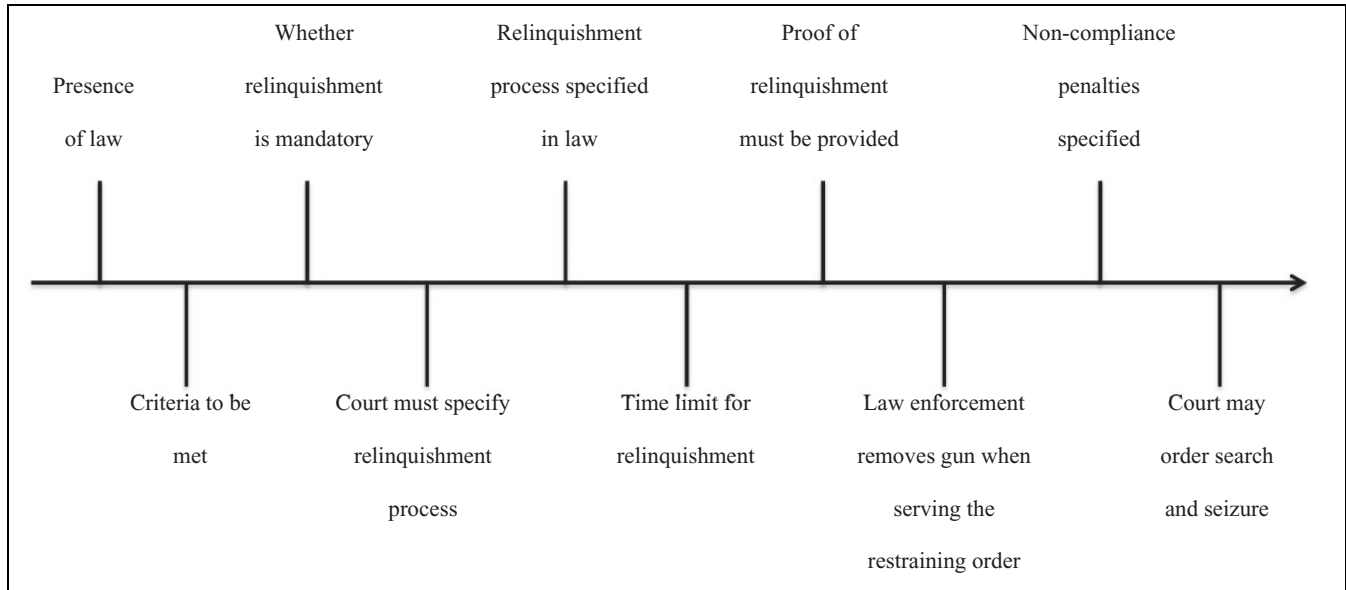 Presence
of law
Whether
relinquishment
is mandatory
Relinquishment
process specified
in law
Proof of
relinquishment
must be provided
Non-compliance
penalties
specified
Criteria to be
met
Court must specify
relinquishment
process
Time limit for
relinquishment
Law enforcement
removes gun when
serving the
restraining order
Court may
order search
and seizure